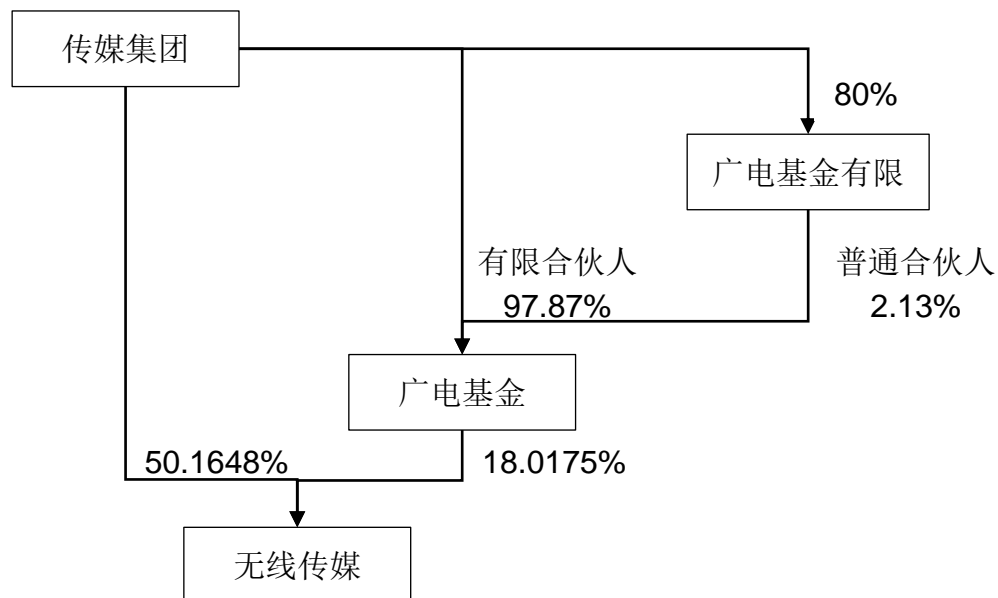 传媒集团
80%
广电基金有限
有限合伙人
97.87%
普通合伙人
2.13%
广电基金
50.1648%
18.0175%
无线传媒